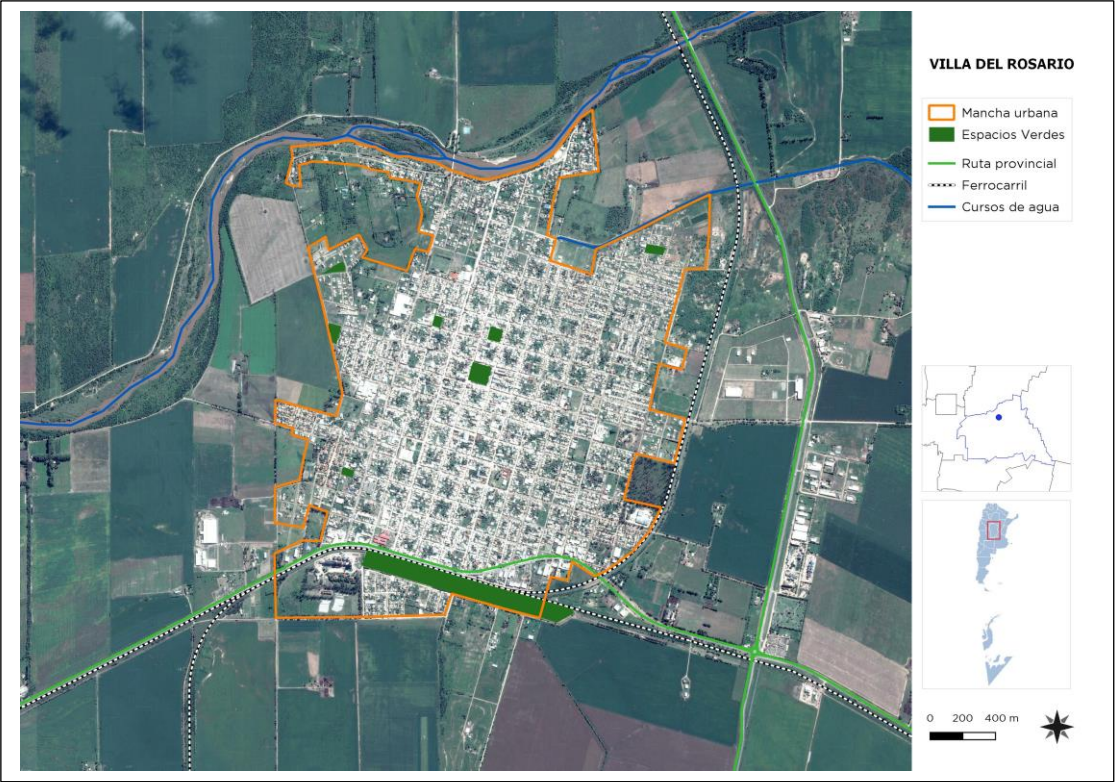 VILLA DEL ROSARIO
Mancha urbana
Espacios Verdes
Ruta provincial
Ferrocarril
Cursos de agua
0 200 400 m